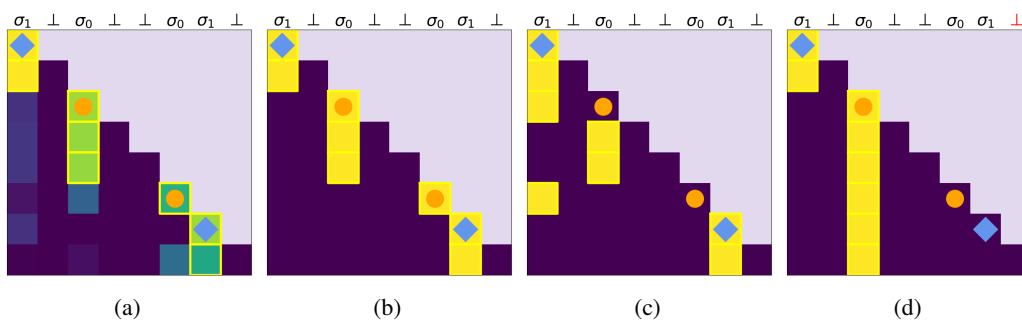 σ₁ ⊥ σ₀ ⊥ ⊥ σ₀ σ₁ ⊥ σ₁ ⊥ σ₀ ⊥ ⊥ σ₀ σ₁ ⊥ σ₁ ⊥ σ₀ ⊥ ⊥ σ₀ σ₁ ⊥ σ₁ ⊥ σ₀ ⊥ ⊥ σ₀ σ₁ ⊥
(a) (b) (c) (d)